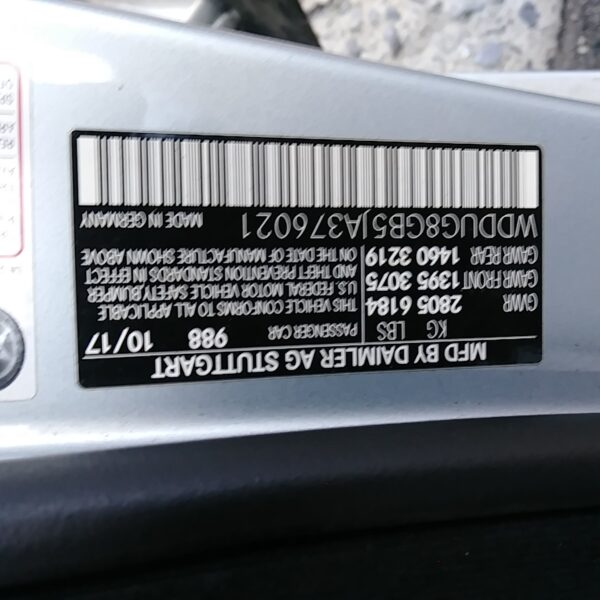 MFD BY DAIMLER AG STUTTGART
KG LBS PASSENGER CAR 988 10/17
GVWR 2805 6184
GAWR FRONT 1395 3075
GAWR REAR 1460 3219
THIS VEHICLE CONFORMS TO ALL APPLICABLE
U.S. FEDERAL MOTOR VEHICLE SAFETY,BUMPER
AND THEFT PREVENTION STANDARDS IN EFFECT
ON THE DATE OF MANUFACTURE SHOWN ABOVE
WDDUG8GB5JA376021 MADE IN GERMANY